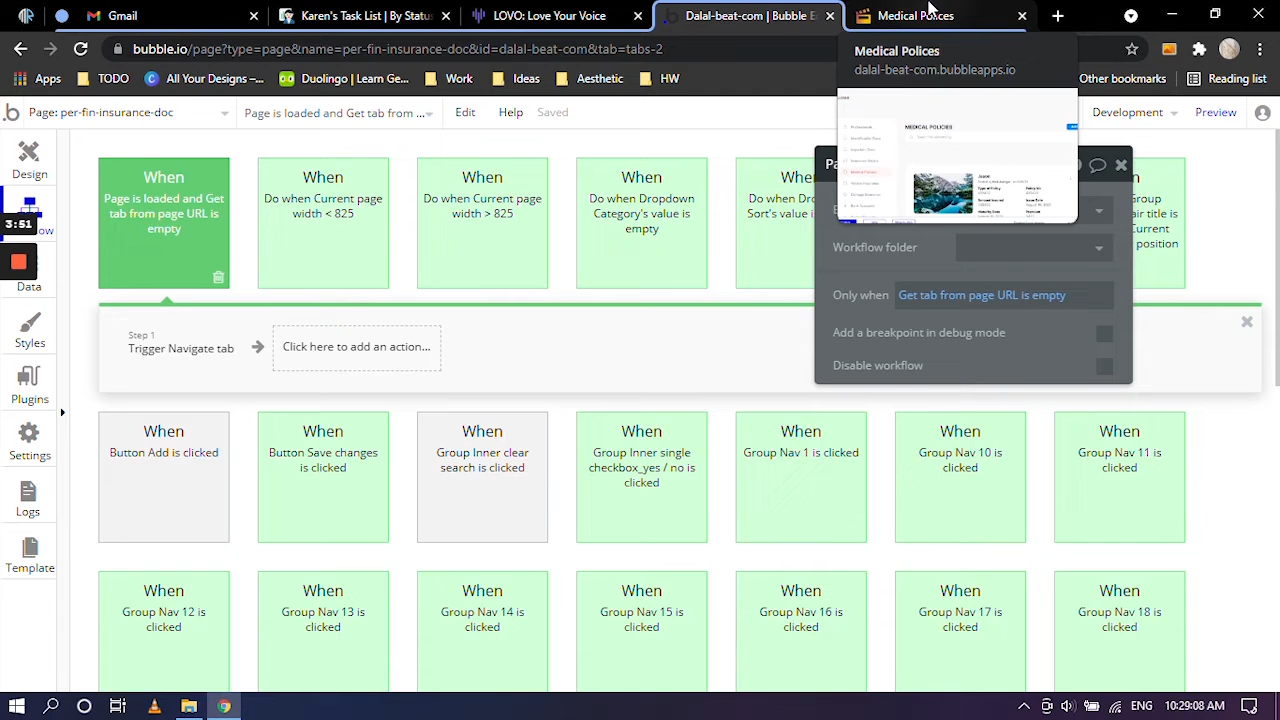 Gmail
Karen's Task List | By Status
LOVO: Love Your Voice
Dalal-beat-com | Bubble E
Medical Polices
bubble.io/page?type=page&name=per-fin-insurance-doc&id=dalal-beat-com&tab=tabs-2
Apps
TODO
All Your Designs –...
Duolingo | Learn Ge...
Work
Ideas
Aesthetic
HW
Other bookmarks
Reading list
Medical Polices
dalal-beat-com.bubbleapps.io
MEDICAL POLICIES
Page: per-fin-insurance-doc
Page is loaded and Get tab from ...
Edit
Help
Saved
Development
Preview
Design
Data
Styles
Plugins
Settings
Logs
Template
When
Page is loaded and Get
tab from page URL is
empty
When
Do when Current page
width < 825
When
Do when Current page
width > 825
When
Do when Dropdown
Category's value is
empty
Workflow folder
Only when
Get tab from page URL is empty
Add a breakpoint in debug mode
Disable workflow
Step 1
Trigger Navigate tab
Click here to add an action...
When
Button Add is clicked
When
Button Save changes
is clicked
When
Group Inner clear
search is clicked
When
Group Inner single
checkbox_yes / no is
clicked
When
Group Nav 1 is clicked
When
Group Nav 10 is
clicked
When
Group Nav 11 is
clicked
When
Group Nav 12 is
clicked
When
Group Nav 13 is
clicked
When
Group Nav 14 is
clicked
When
Group Nav 15 is
clicked
When
Group Nav 16 is
clicked
When
Group Nav 17 is
clicked
When
Group Nav 18 is
clicked
ENG
10:29:08 AM